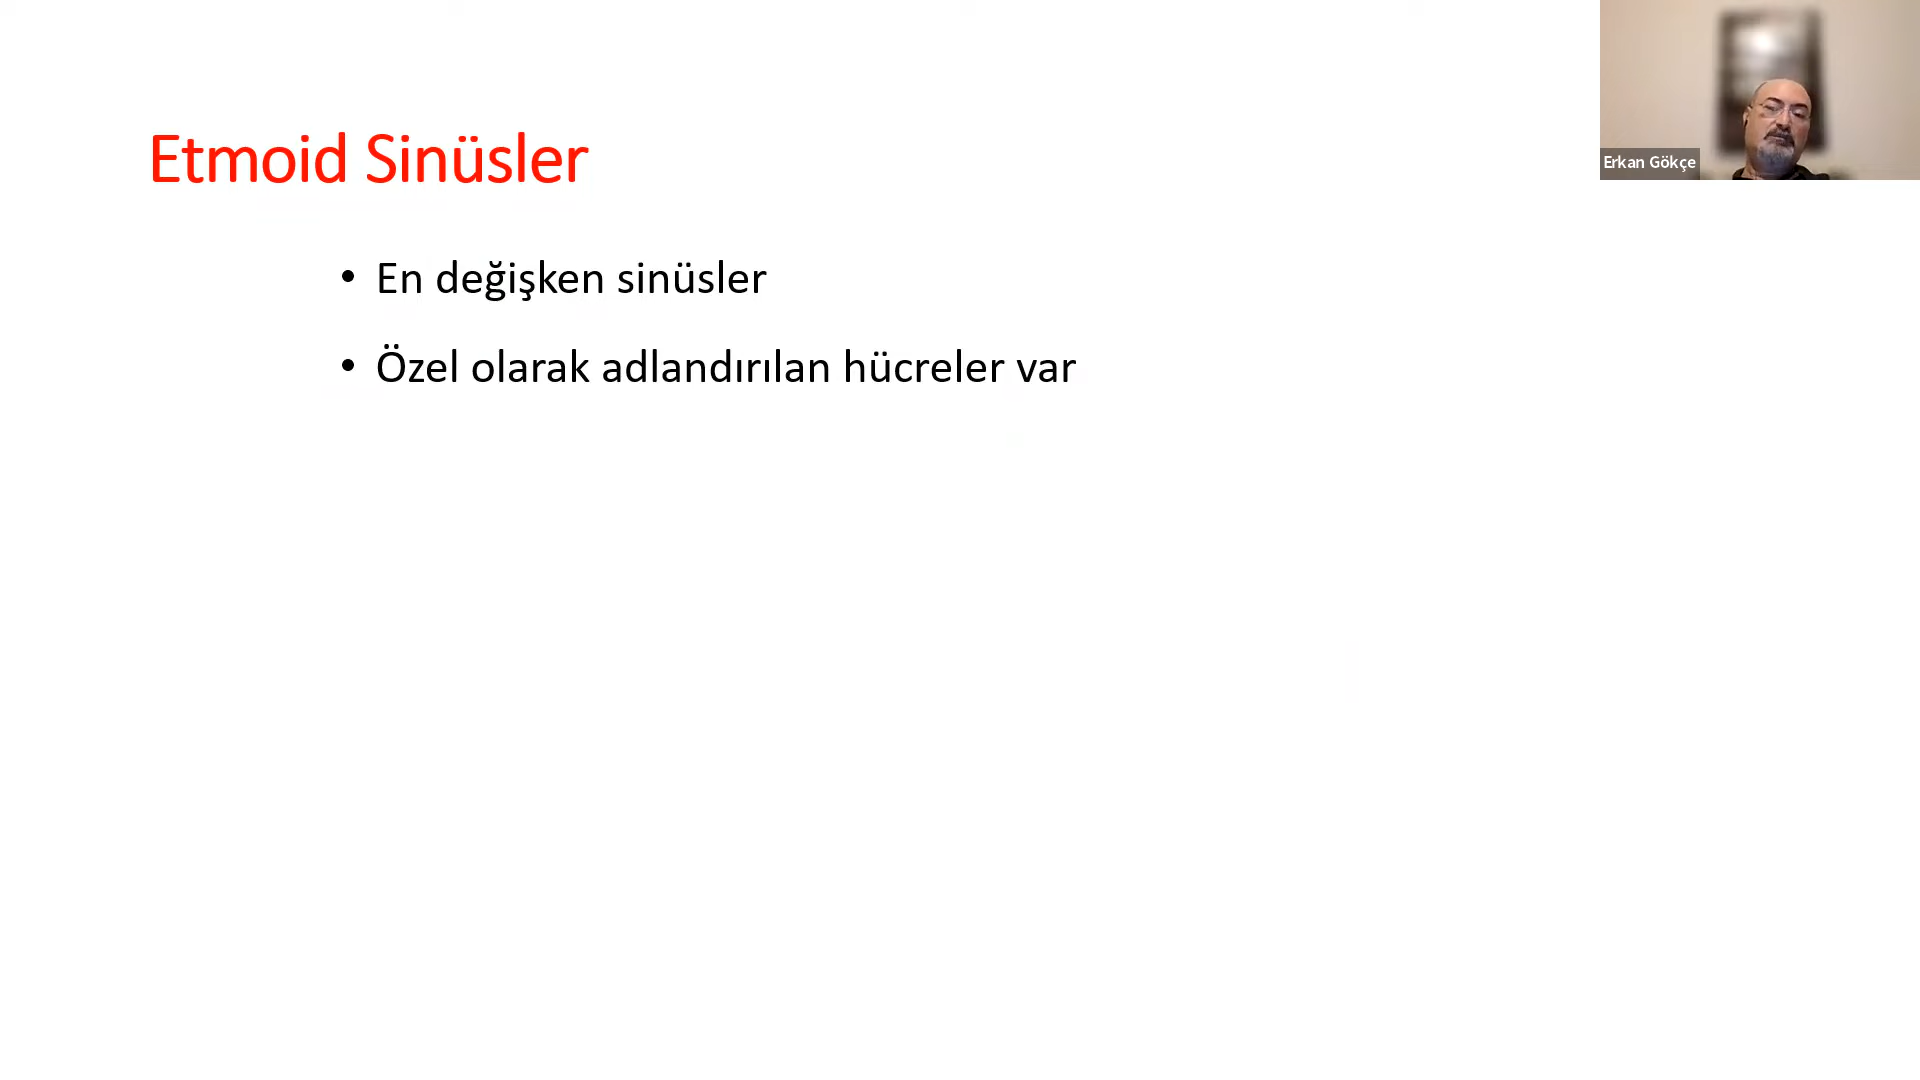 Etmoid Sinüsler
• En değişken sinüsler
• Özel olarak adlandırılan hücreler var
Erkan Gökçe